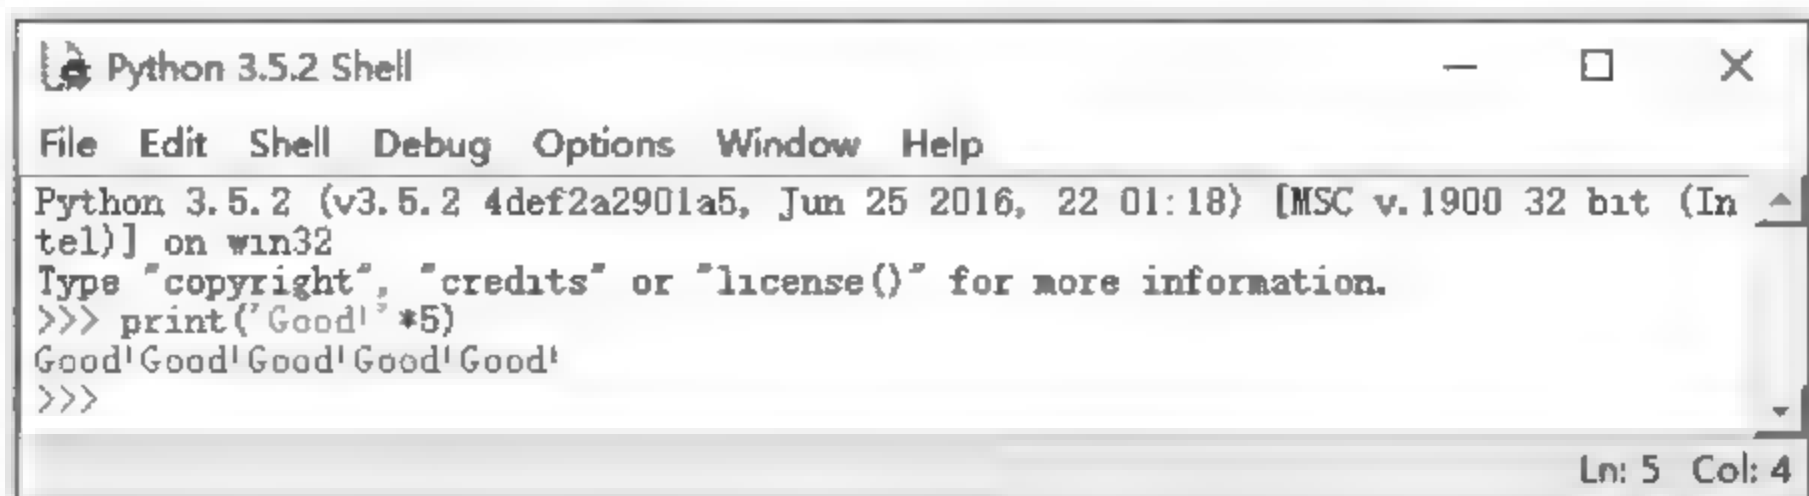 Python 3.5.2 Shell
File Edit Shell Debug Options Window Help
Python 3.5.2 (v3.5.2 4def2a2901a5, Jun 25 2016, 22 01:18) [MSC v.1900 32 bit (In
tel)] on win32
Type "copyright", "credits" or "license()" for more information.
>>> print('Good!'*5)
Good!Good!Good!Good!Good!
>>>
Ln: 5 Col: 4